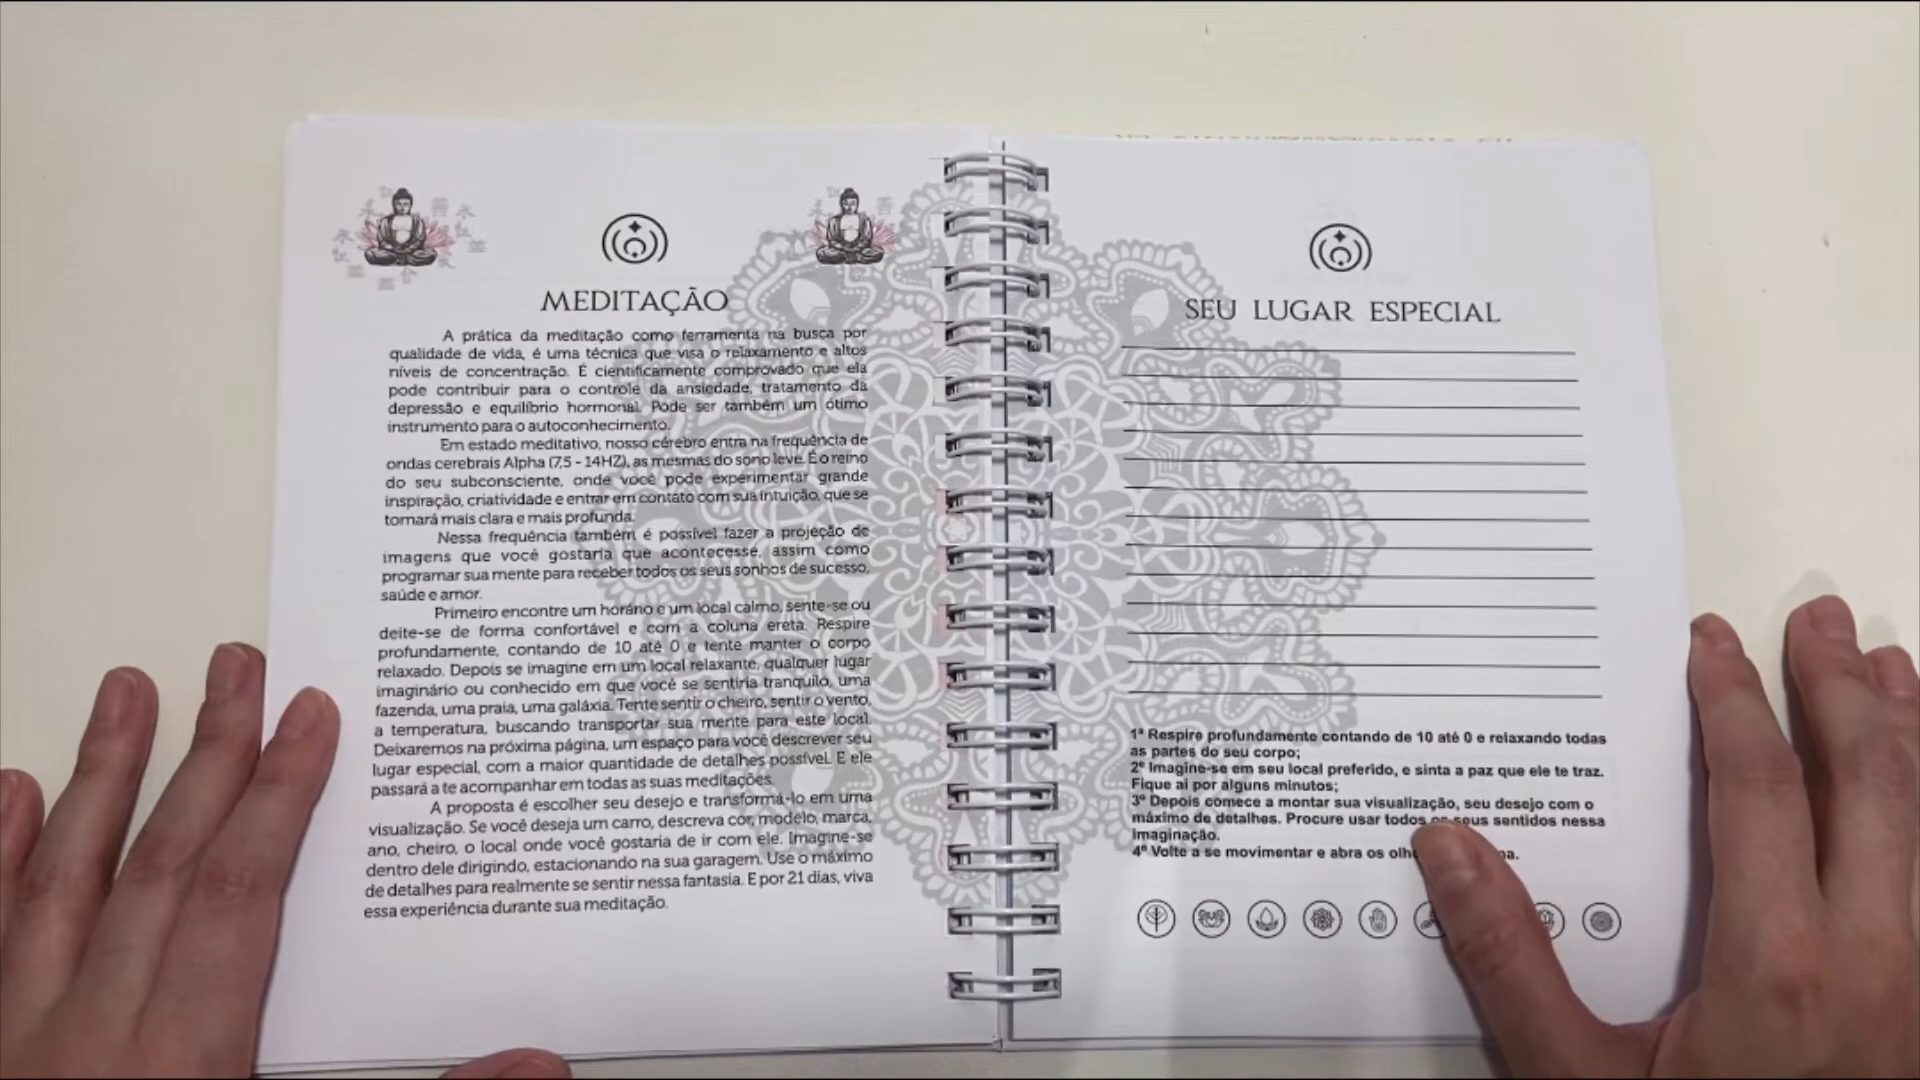 MEDITAÇÃO
A prática da meditação como ferramenta na busca por
qualidade de vida, é uma técnica que visa o relaxamento e altos
níveis de concentração. É cientificamente comprovado que ela
pode contribuir para o controle da ansiedade, tratamento da
depressão e equilíbrio hormonal. Pode ser também um ótimo
instrumento para o autoconhecimento.
Em estado meditativo, nosso cérebro entra na frequência de
ondas cerebrais Alpha (7,5 - 14HZ), as mesmas do sono leve. É o reino
do seu subconsciente, onde você pode experimentar grande
inspiração, criatividade e entrar em contato com sua intuição, que se
tornará mais clara e mais profunda.
Nessa frequência também é possível fazer a projeção de
imagens que você gostaria que acontecesse, assim como
programar sua mente para receber todos os seus sonhos de sucesso,
saúde e amor.
Primeiro encontre um horário e um local calmo, sente-se ou
deite-se de forma confortável e com a coluna ereta. Respire
profundamente, contando de 10 até 0 e tente manter o corpo
relaxado. Depois se imagine em um local relaxante, qualquer lugar
imaginário ou conhecido em que você se sentiria tranquilo, uma
fazenda, uma praia, uma galáxia. Tente sentir o cheiro, sentir o vento,
a temperatura, buscando transportar sua mente para este local.
Deixaremos na próxima página, um espaço para você descrever seu
lugar especial, com a maior quantidade de detalhes possível. E ele
passará a te acompanhar em todas as suas meditações.
A proposta é escolher seu desejo e transformá-lo em uma
visualização. Se você deseja um carro, descreva cor, modelo, marca,
ano, cheiro, o local onde você gostaria de ir com ele. Imagine-se
dentro dele dirigindo, estacionando na sua garagem. Use o máximo
de detalhes para realmente se sentir nessa fantasia. E por 21 dias, viva
essa experiência durante sua meditação.
SEU LUGAR ESPECIAL
1º Respire profundamente contando de 10 até 0 e relaxando todas
as partes do seu corpo;
2º Imagine-se em seu local preferido, e sinta a paz que ele te traz.
Fique ai por alguns minutos;
3º Depois comece a montar sua visualização, seu desejo com o
máximo de detalhes. Procure usar todos os seus sentidos nessa
imaginação.
4º Volte a se movimentar e abra os